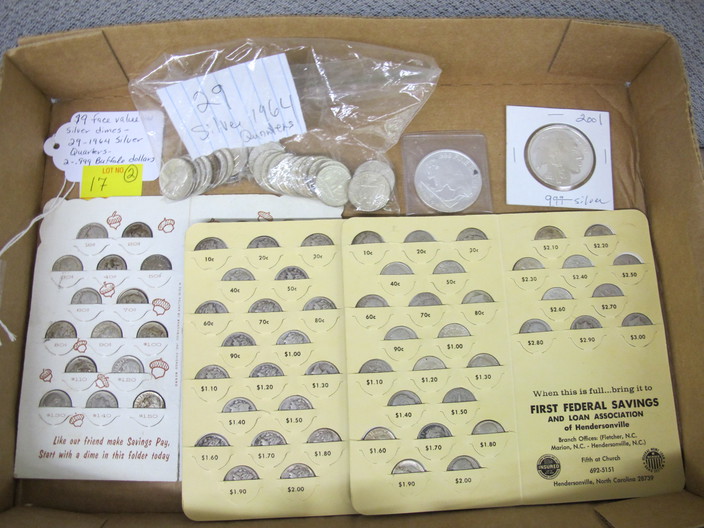 $9 face value
silver dimes-
29-1964 Silver
Quarters-
2-.999 Buffalo dollars
LOT NO. 2
17
29
Silver 1964
Quarters
2001
999 silver
10¢ 20¢ 30¢
40¢ 50¢
60¢ 70¢ 80¢
90¢ $1.00
$1.10 $1.20 $1.30
$1.40 $1.50
$1.60 $1.70 $1.80
$1.90 $2.00
10¢ 20¢ 30¢
40¢ 50¢
60¢ 70¢ 80¢
90¢ $1.00
$1.10 $1.20 $1.30
$1.40 $1.50
$1.60 $1.70 $1.80
$1.90 $2.00
$2.10 $2.20
$2.30 $2.40 $2.50
$2.60 $2.70
$2.80 $2.90 $3.00
When this is full...bring it to
FIRST FEDERAL SAVINGS
AND LOAN ASSOCIATION
of Hendersonville
Branch Offices: (Fletcher, N.C.
Marion, N.C. - Hendersonville, N.C.)
Fifth at Church
692-3151
Hendersonville, North Carolina 28739
INSURED
Like our friend make Savings Pay,
Start with a dime in this folder today